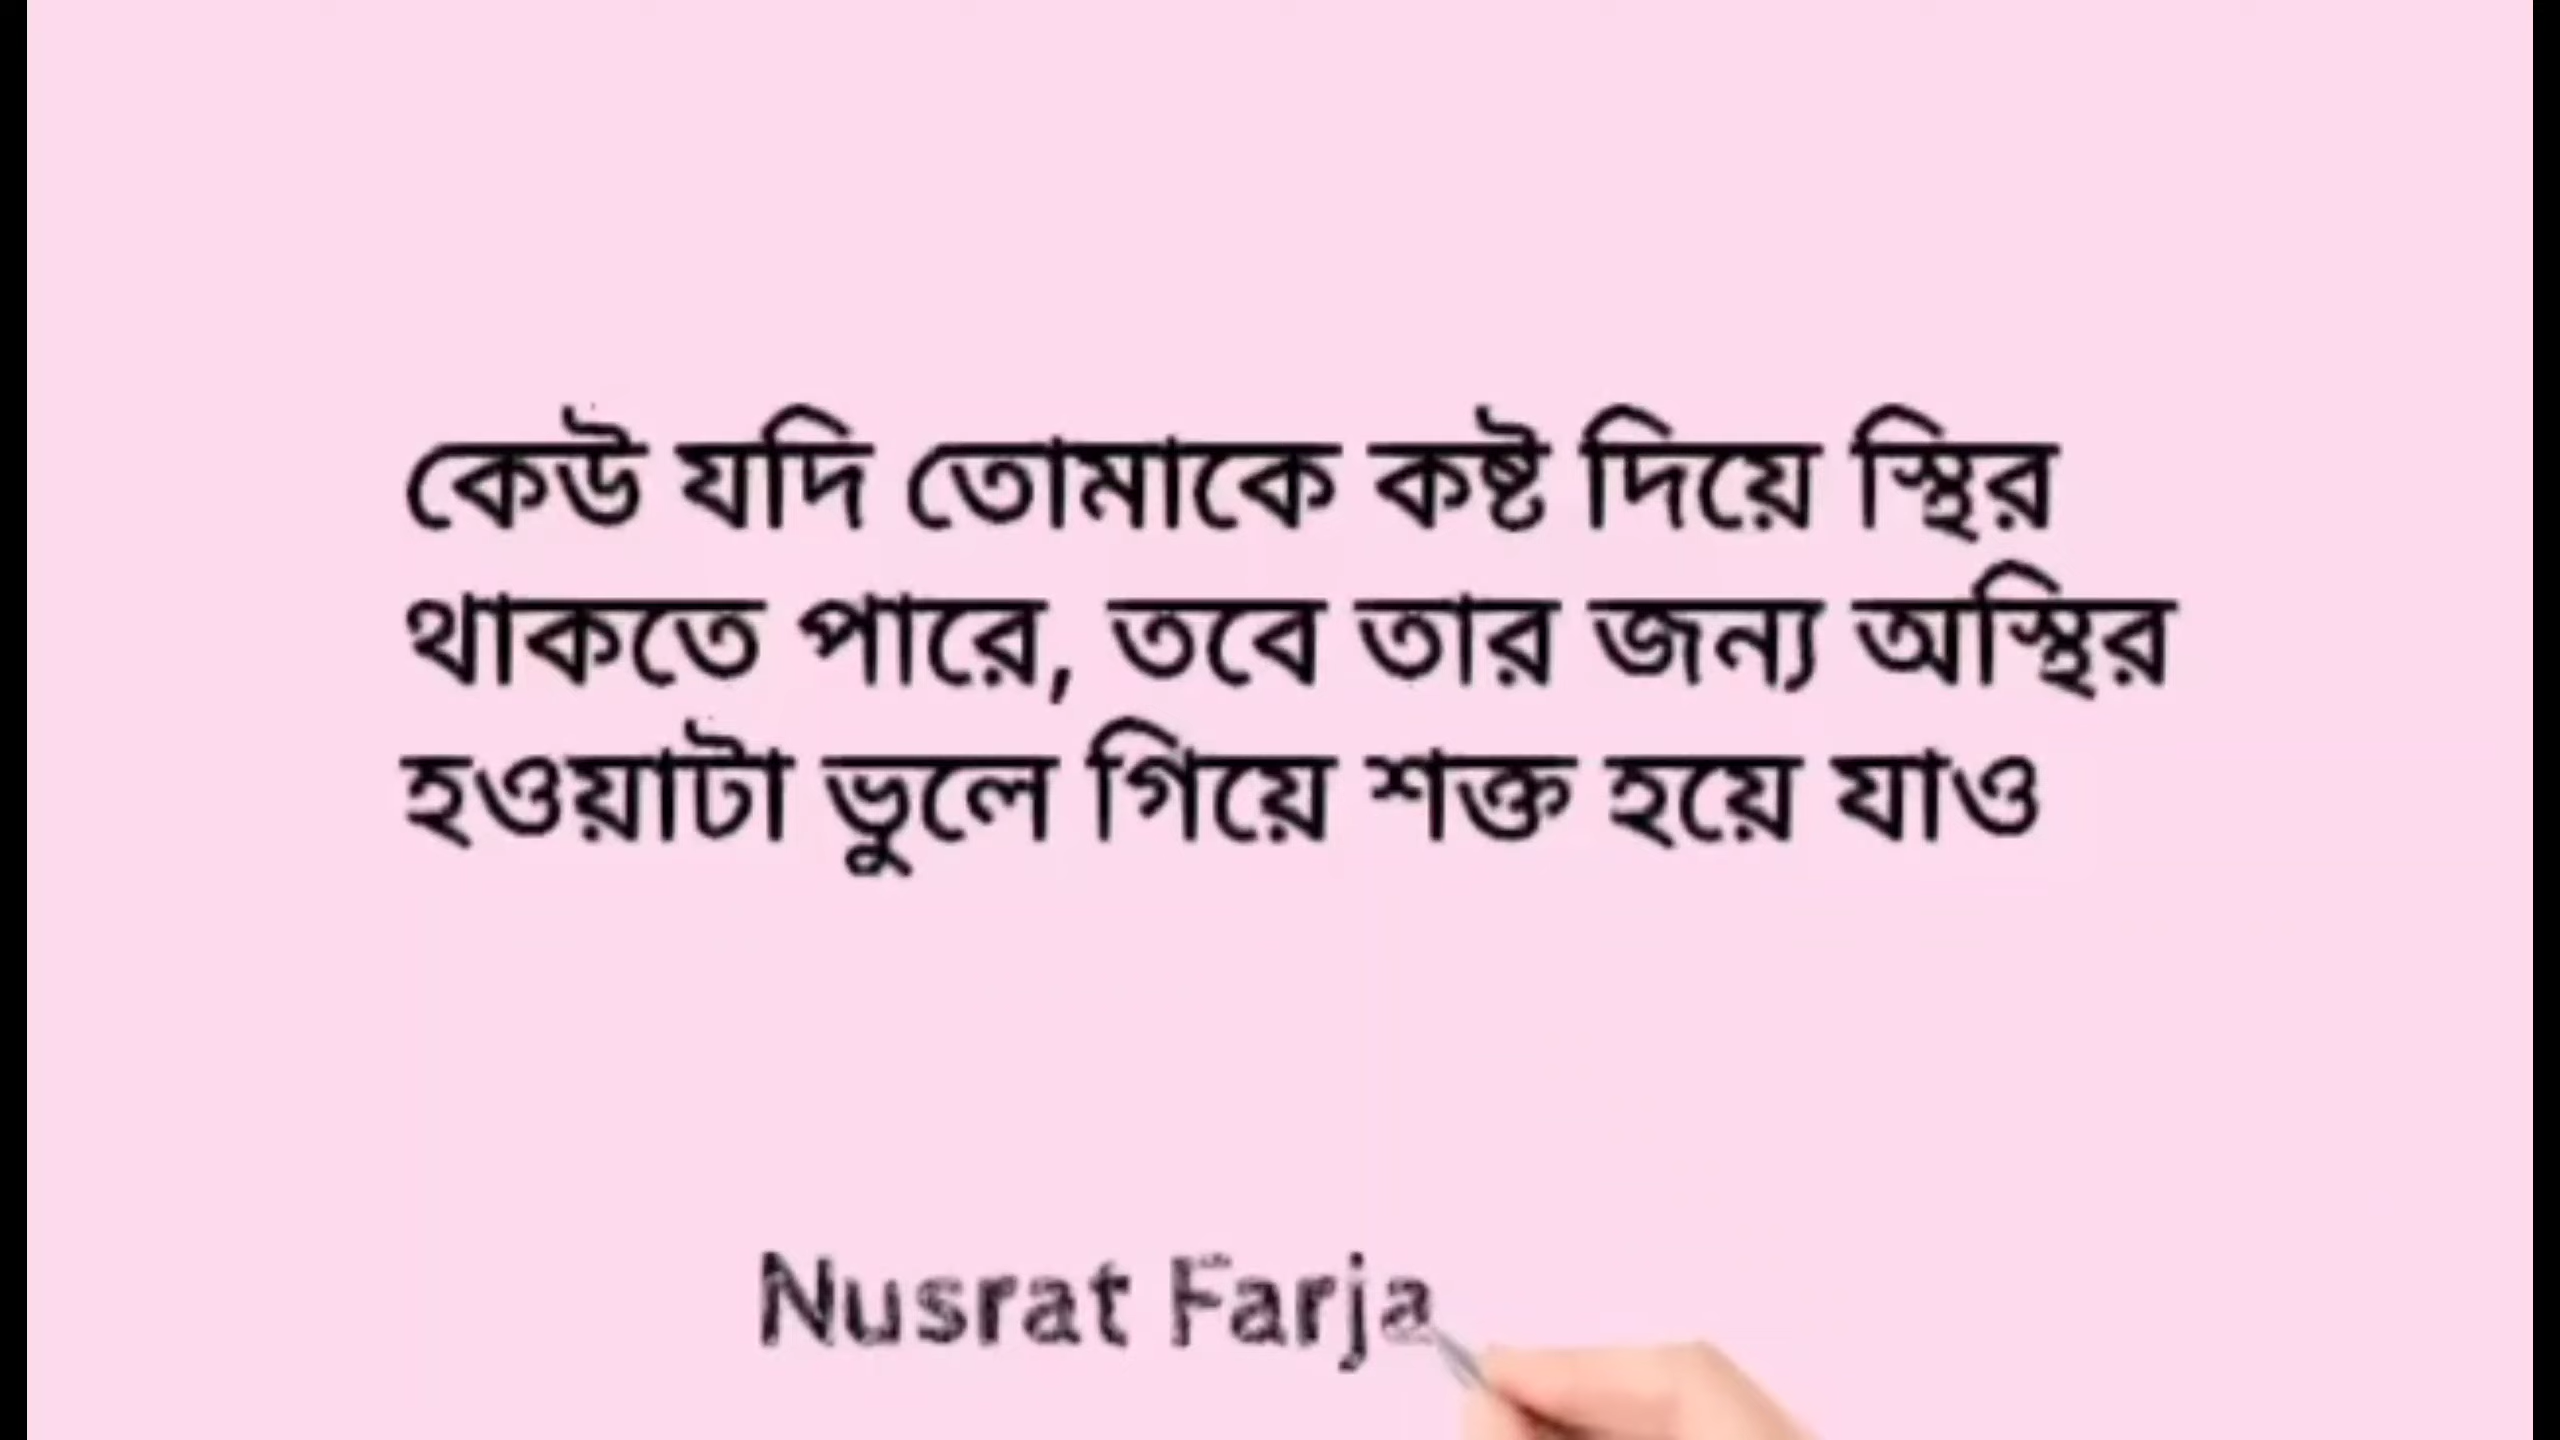 কেউ যদি তোমাকে কষ্ট দিয়ে স্থির
থাকতে পারে, তবে তার জন্য অস্থির
হওয়াটা ভুলে গিয়ে শক্ত হয়ে যাও
Nusrat Farja